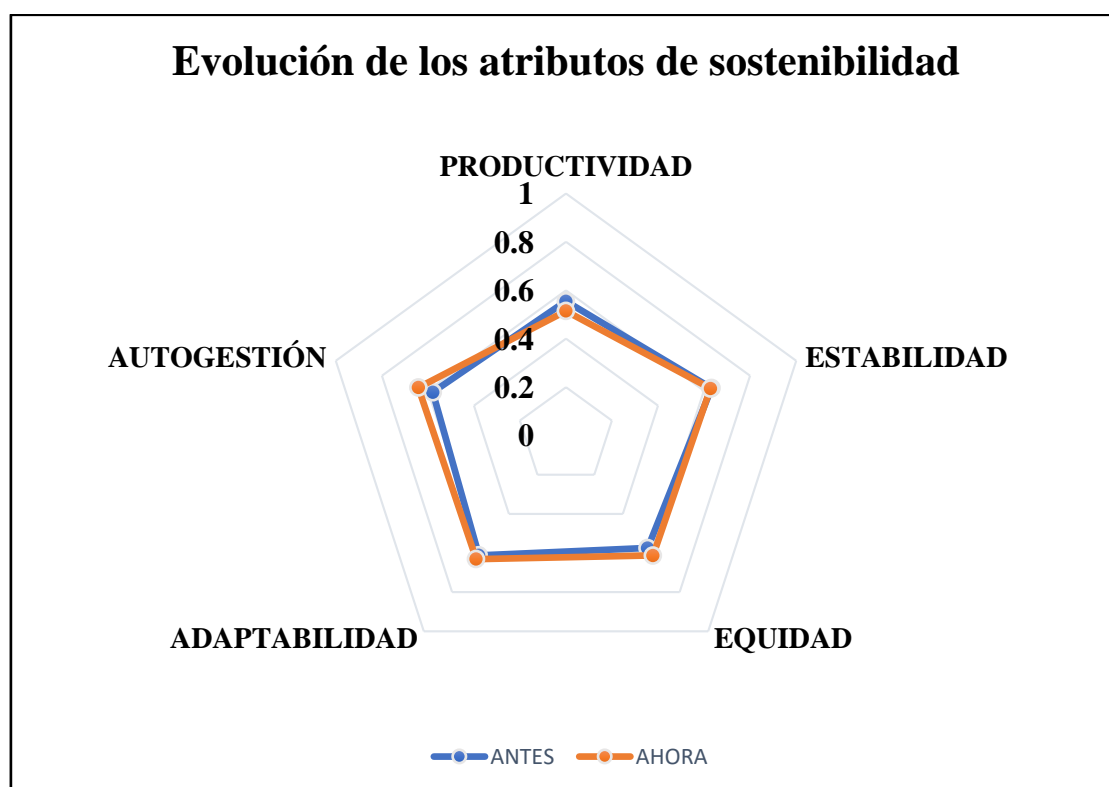 Evolución de los atributos de sostenibilidad
PRODUCTIVIDAD
1
0.8
0.6
0.4
0.2
0
AUTOGESTIÓN
ESTABILIDAD
ADAPTABILIDAD
EQUIDAD
ANTES AHORA